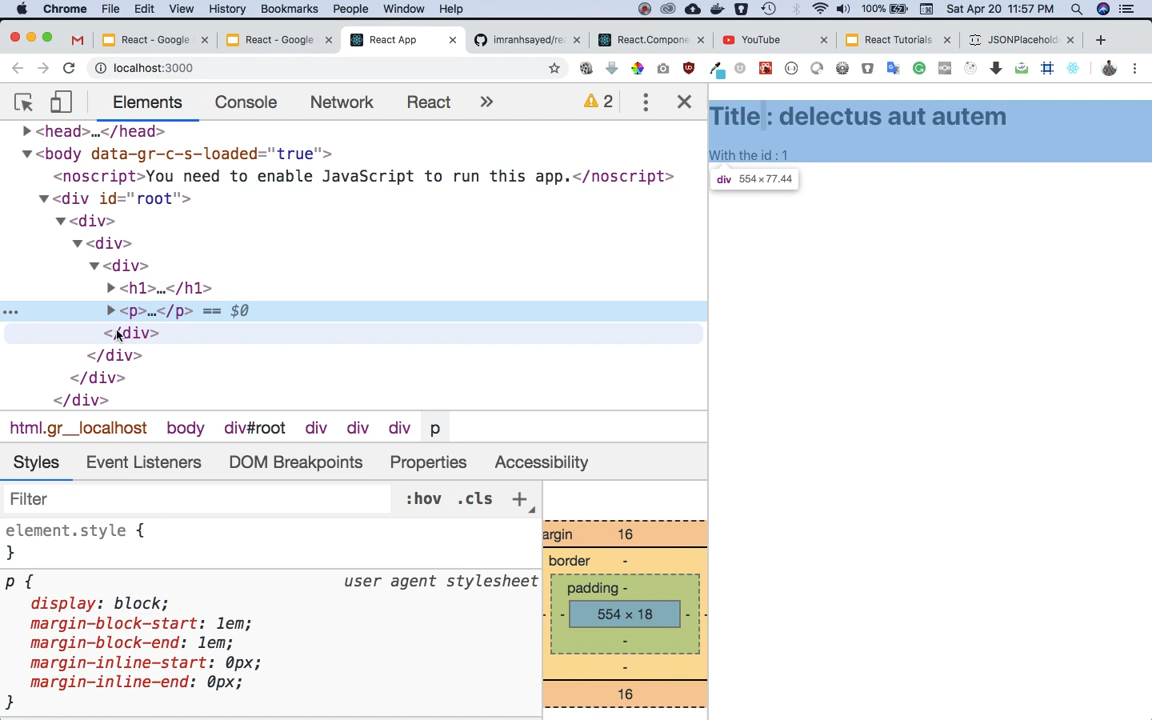 Chrome File Edit View History Bookmarks People Window Help 100% Sat Apr 20 11:57 PM
React - Google × React - Google × React App × imranhsayed/re × React.Compone × YouTube × React Tutorials × JSONPlacehold × +
localhost:3000
Elements Console Network React » 2
<head>…</head>
<body data-gr-c-s-loaded="true">
<noscript>You need to enable JavaScript to run this app.</noscript>
<div id="root">
<div>
<div>
<div>
<h1>…</h1>
<p>…</p> == $0
</div>
</div>
</div>
</div>
html.gr__localhost body div#root div div div p
Styles Event Listeners DOM Breakpoints Properties Accessibility
Filter :hov .cls +
element.style {
}
p { user agent stylesheet
display: block;
margin-block-start: 1em;
margin-block-end: 1em;
margin-inline-start: 0px;
margin-inline-end: 0px;
}
argin 16
border -
padding -
- - 554 × 18 - -
-
-
16
Title : delectus aut autem
With the id : 1
div 554×77.44